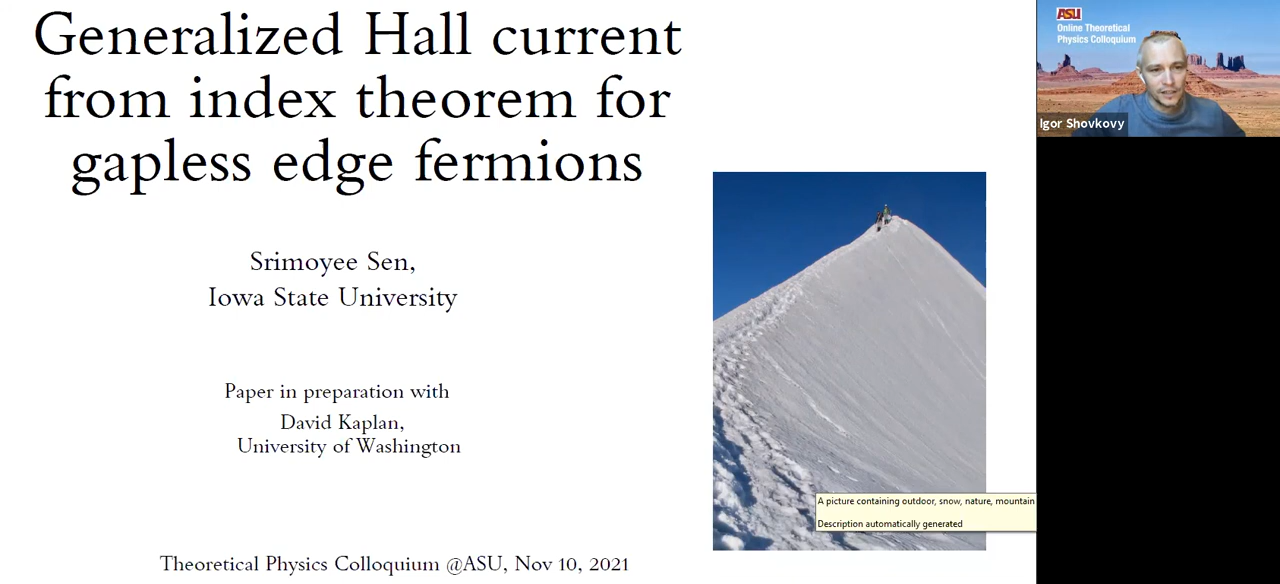 Generalized Hall current
from index theorem for
gapless edge fermions
Srimoyee Sen,
Iowa State University
Paper in preparation with
David Kaplan,
University of Washington
A picture containing outdoor, snow, nature, mountain
Description automatically generated
Theoretical Physics Colloquium @ASU, Nov 10, 2021
ASU
Online Theoretical
Physics Colloquium
Igor Shovkovy